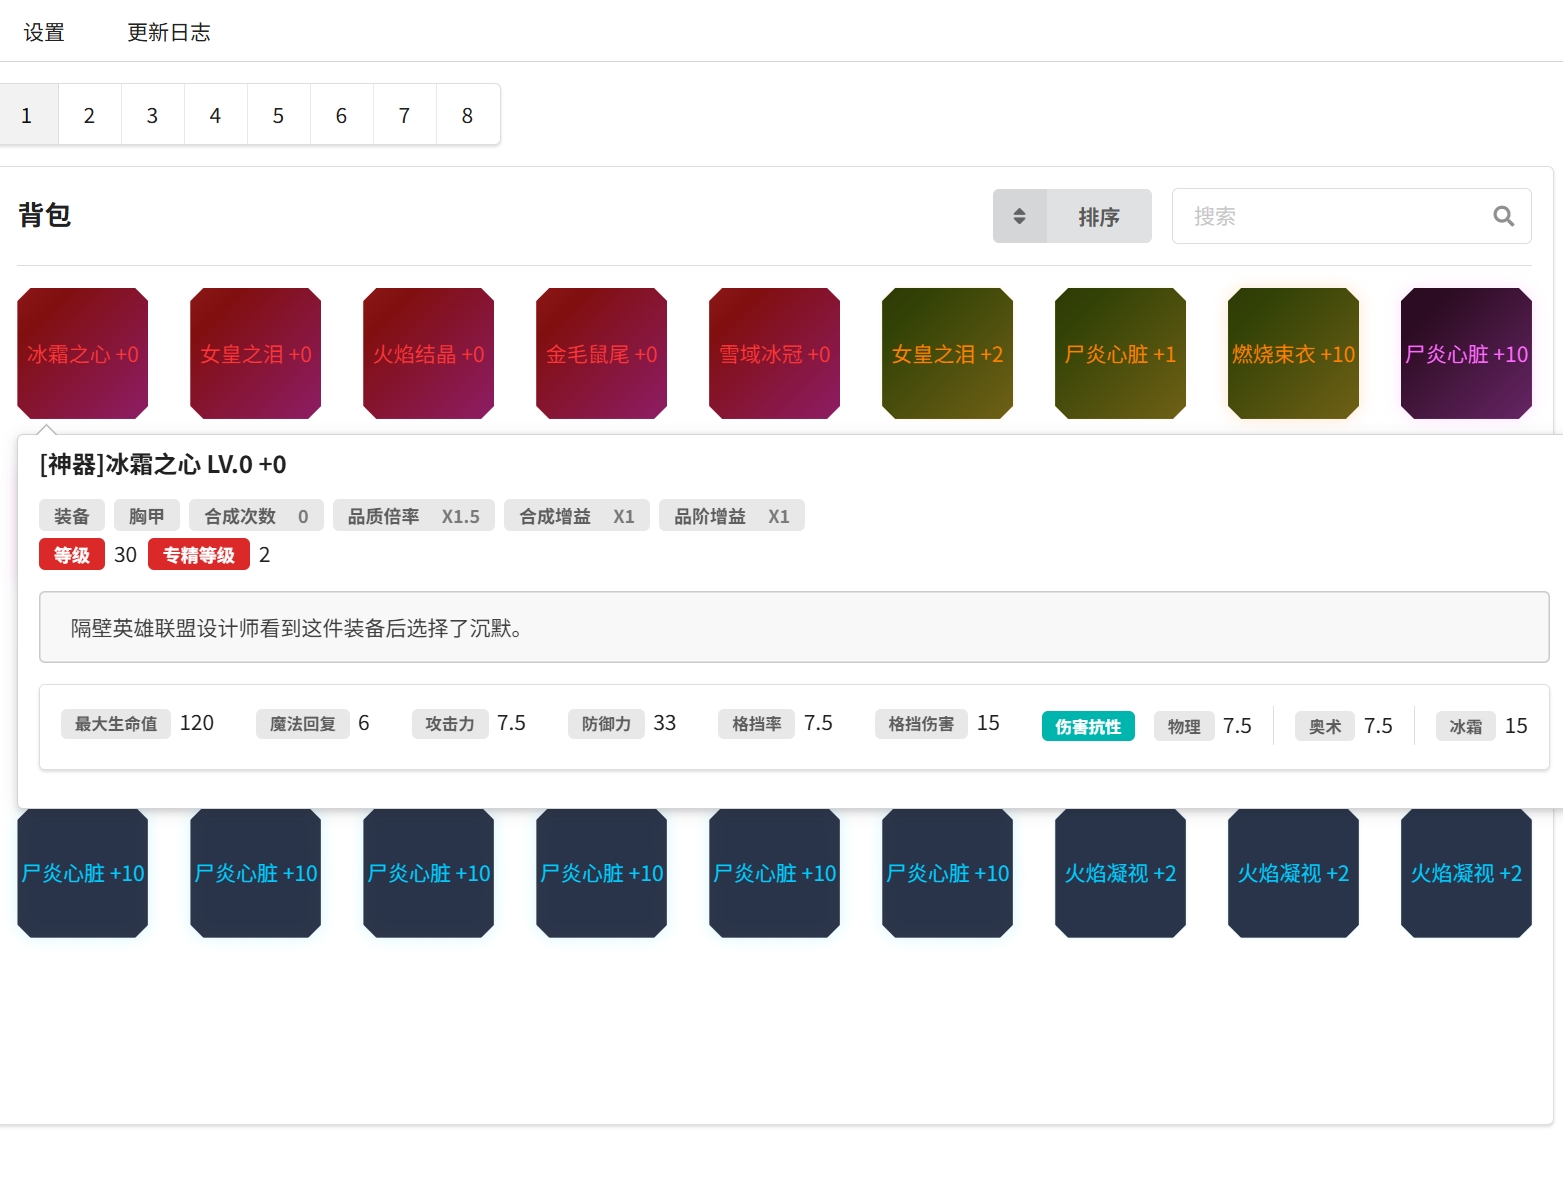 设置 更新日志
1 2 3 4 5 6 7 8
背包 排序 搜索
冰霜之心 +0 女皇之泪 +0 火焰结晶 +0 金毛鼠尾 +0 雪域冰冠 +0 女皇之泪 +2 尸炎心脏 +1 燃烧束衣 +10 尸炎心脏 +10
[神器]冰霜之心 LV.0 +0
装备 胸甲 合成次数 0 品质倍率 X1.5 合成增益 X1 品阶增益 X1
等级 30 专精等级 2
隔壁英雄联盟设计师看到这件装备后选择了沉默。
最大生命值 120 魔法回复 6 攻击力 7.5 防御力 33 格挡率 7.5 格挡伤害 15 伤害抗性 物理 7.5 奥术 7.5 冰霜 15
尸炎心脏 +10 尸炎心脏 +10 尸炎心脏 +10 尸炎心脏 +10 尸炎心脏 +10 尸炎心脏 +10 火焰凝视 +2 火焰凝视 +2 火焰凝视 +2